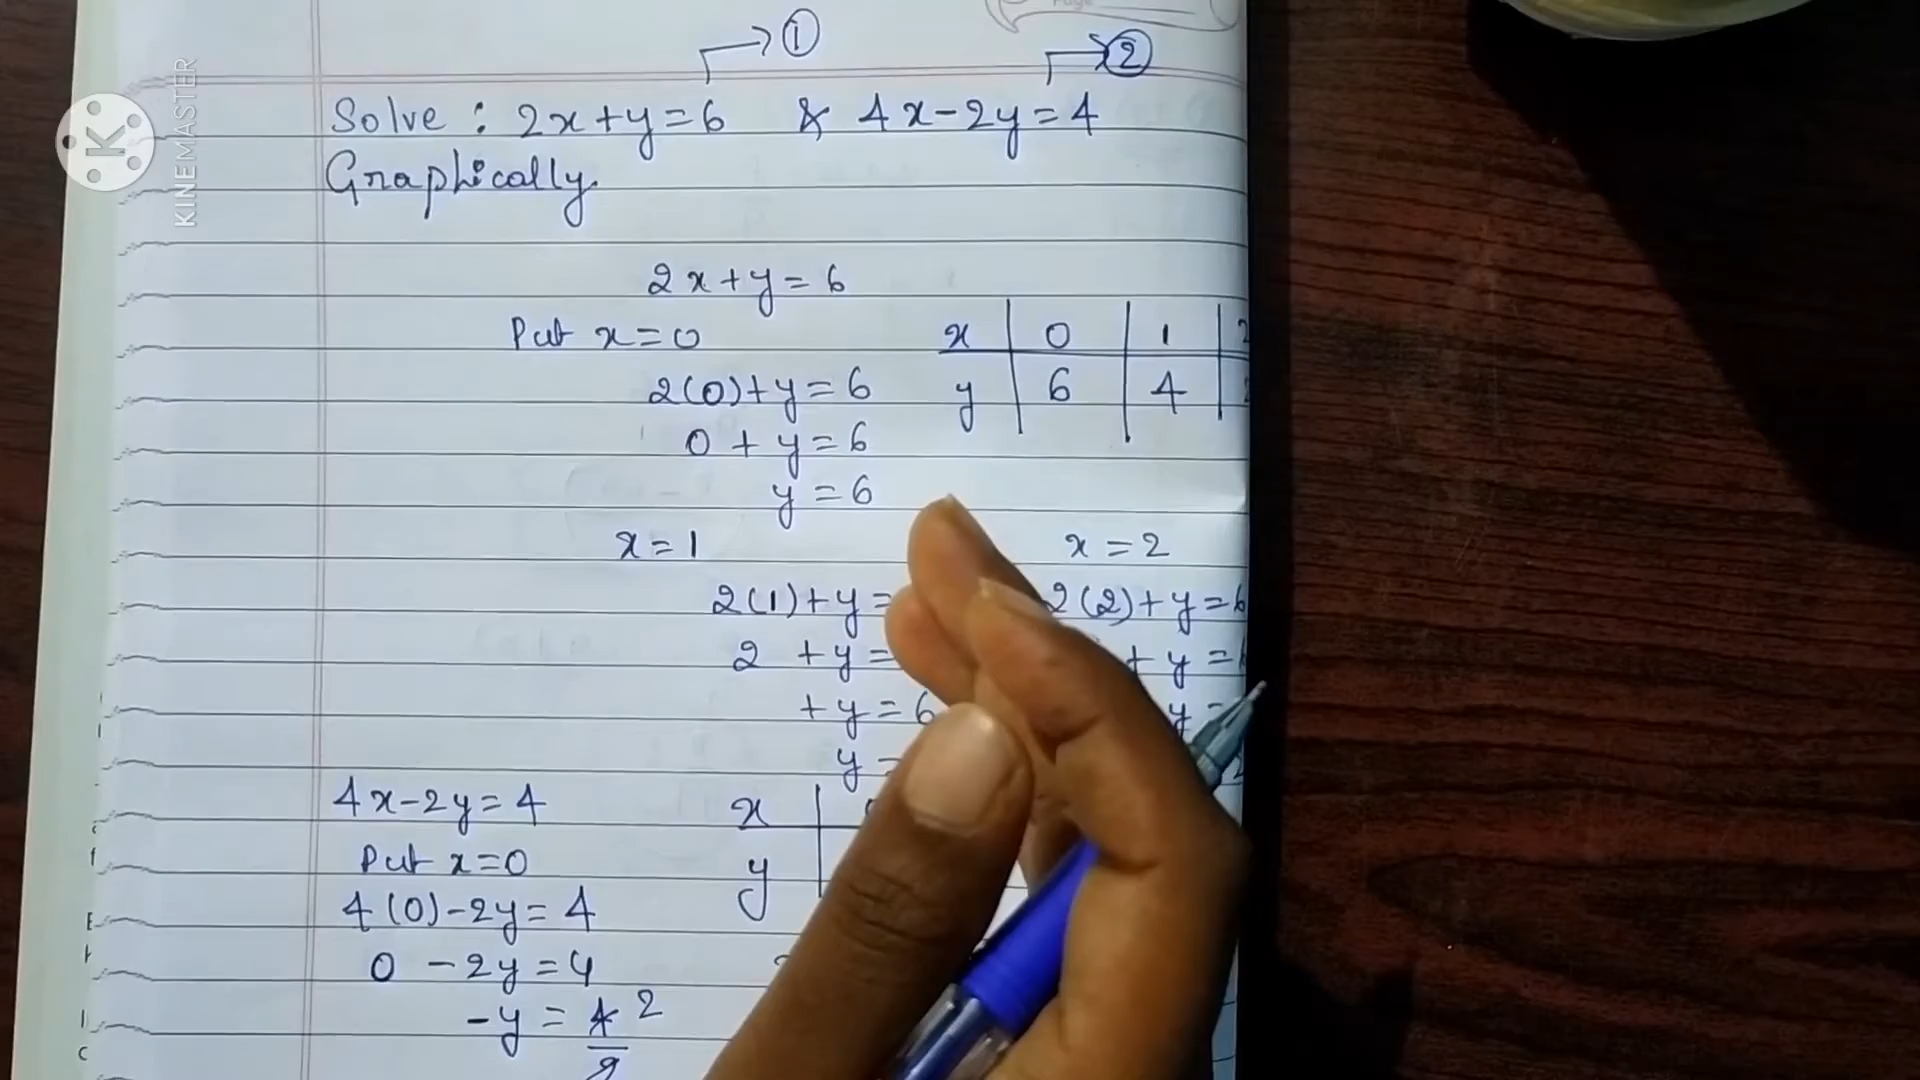 ① ②
Solve : 2x+y=6 & 4x-2y=4
Graphically.
2x+y=6
Put x=0
x 0 1
2(0)+y=6
y 6 4
0+y=6
y=6
x=1 x=2
2(1)+y= 2(2)+y=6
2 +y= +y=
+y=6 y
y=
4x-2y=4 x
Put x=0 y
4(0)-2y=4
0 -2y=4
-y = 4 2
2
KINEMASTER